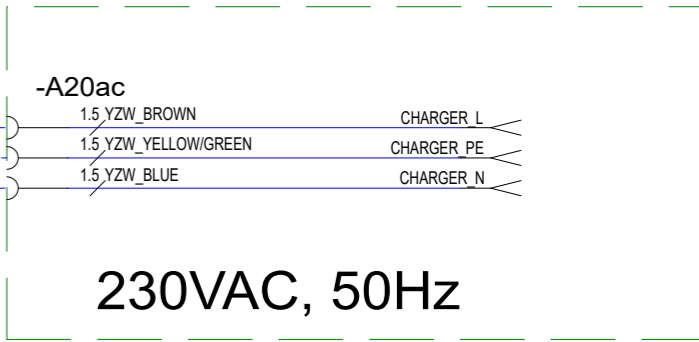 -A20ac
1.5 YZW_BROWN CHARGER_L
1.5 YZW_YELLOW/GREEN CHARGER_PE
1.5 YZW_BLUE CHARGER_N
230VAC, 50Hz